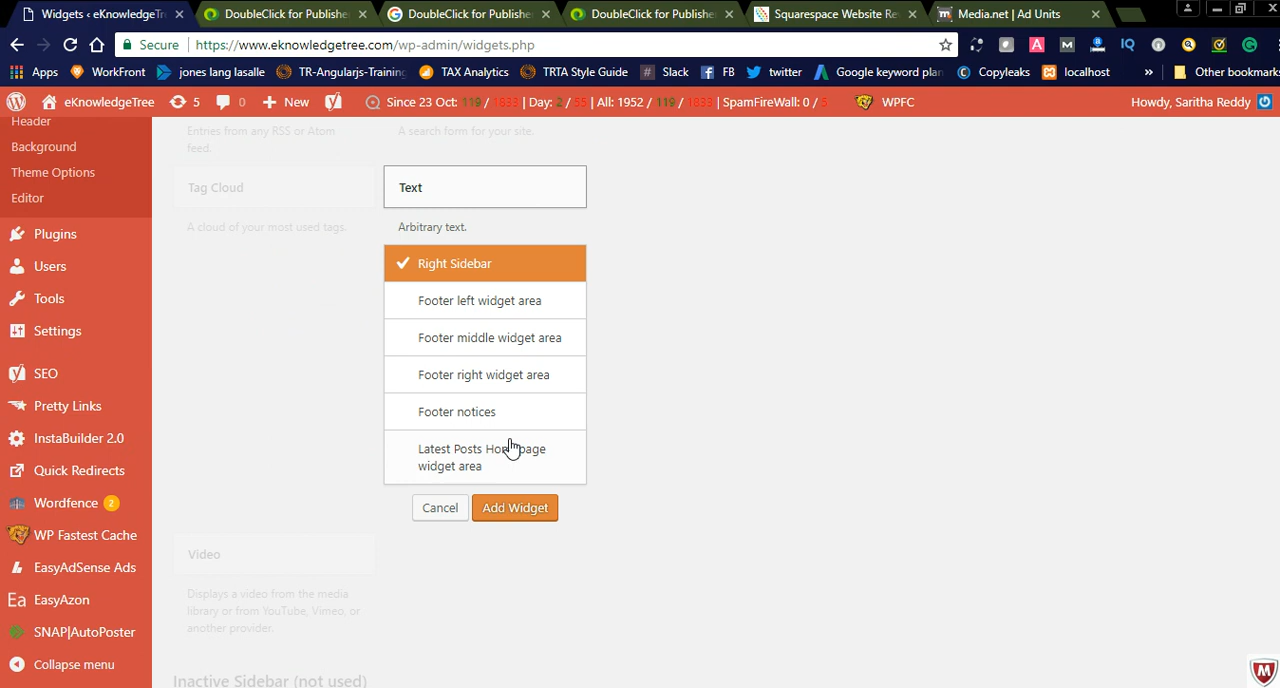 Widgets ‹ eKnowledgeTr
DoubleClick for Publishe
DoubleClick for Publishe
DoubleClick for Publishe
Squarespace Website Re
Media.net | Ad Units
Secure
https://www.eknowledgetree.com/wp-admin/widgets.php
Apps
WorkFront
jones lang lasalle
TR-Angularjs-Training
TAX Analytics
TRTA Style Guide
Slack
FB
twitter
Google keyword plan
Copyleaks
localhost
»
Other bookmarks
eKnowledgeTree
5
0
New
Since 23 Oct: 119 / 1833 | Day: 2 / 55 | All: 1952 / 119 / 1833 | SpamFireWall: 0 / 5
WPFC
Howdy, Saritha Reddy
Header
Background
Theme Options
Editor
Plugins
Users
Tools
Settings
SEO
Pretty Links
InstaBuilder 2.0
Quick Redirects
Wordfence 2
WP Fastest Cache
EasyAdSense Ads
Ea EasyAzon
SNAP|AutoPoster
Collapse menu
Entries from any RSS or Atom
feed.
A search form for your site.
Tag Cloud
Text
A cloud of your most used tags.
Arbitrary text.
Right Sidebar
Footer left widget area
Footer middle widget area
Footer right widget area
Footer notices
Latest Posts Homepage
widget area
Cancel
Add Widget
Video
Displays a video from the media
library or from YouTube, Vimeo, or
another provider.
Inactive Sidebar (not used)